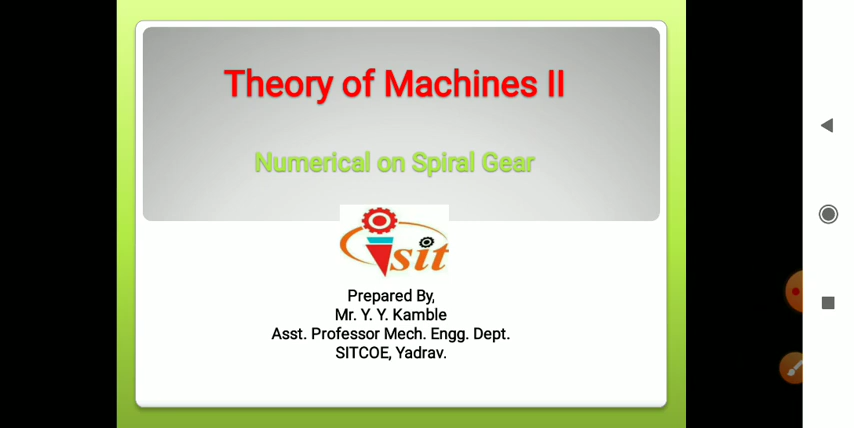 Theory of Machines II
Numerical on Spiral Gear
sit
Prepared By,
Mr. Y. Y. Kamble
Asst. Professor Mech. Engg. Dept.
SITCOE, Yadrav.